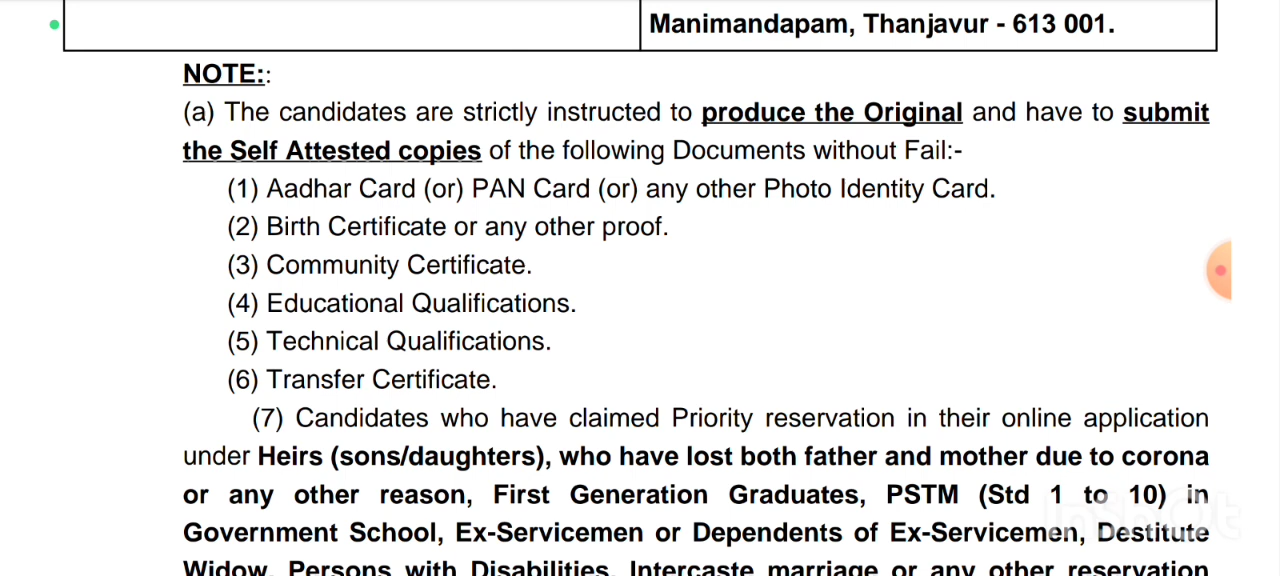 Manimandapam, Thanjavur - 613 001.
NOTE::
(a) The candidates are strictly instructed to produce the Original and have to submit
the Self Attested copies of the following Documents without Fail:-
(1) Aadhar Card (or) PAN Card (or) any other Photo Identity Card.
(2) Birth Certificate or any other proof.
(3) Community Certificate.
(4) Educational Qualifications.
(5) Technical Qualifications.
(6) Transfer Certificate.
(7) Candidates who have claimed Priority reservation in their online application
under Heirs (sons/daughters), who have lost both father and mother due to corona
or any other reason, First Generation Graduates, PSTM (Std 1 to 10) in
Government School, Ex-Servicemen or Dependents of Ex-Servicemen, Destitute
Widow, Persons with Disabilities, Intercaste marriage or any other reservation
InShOt